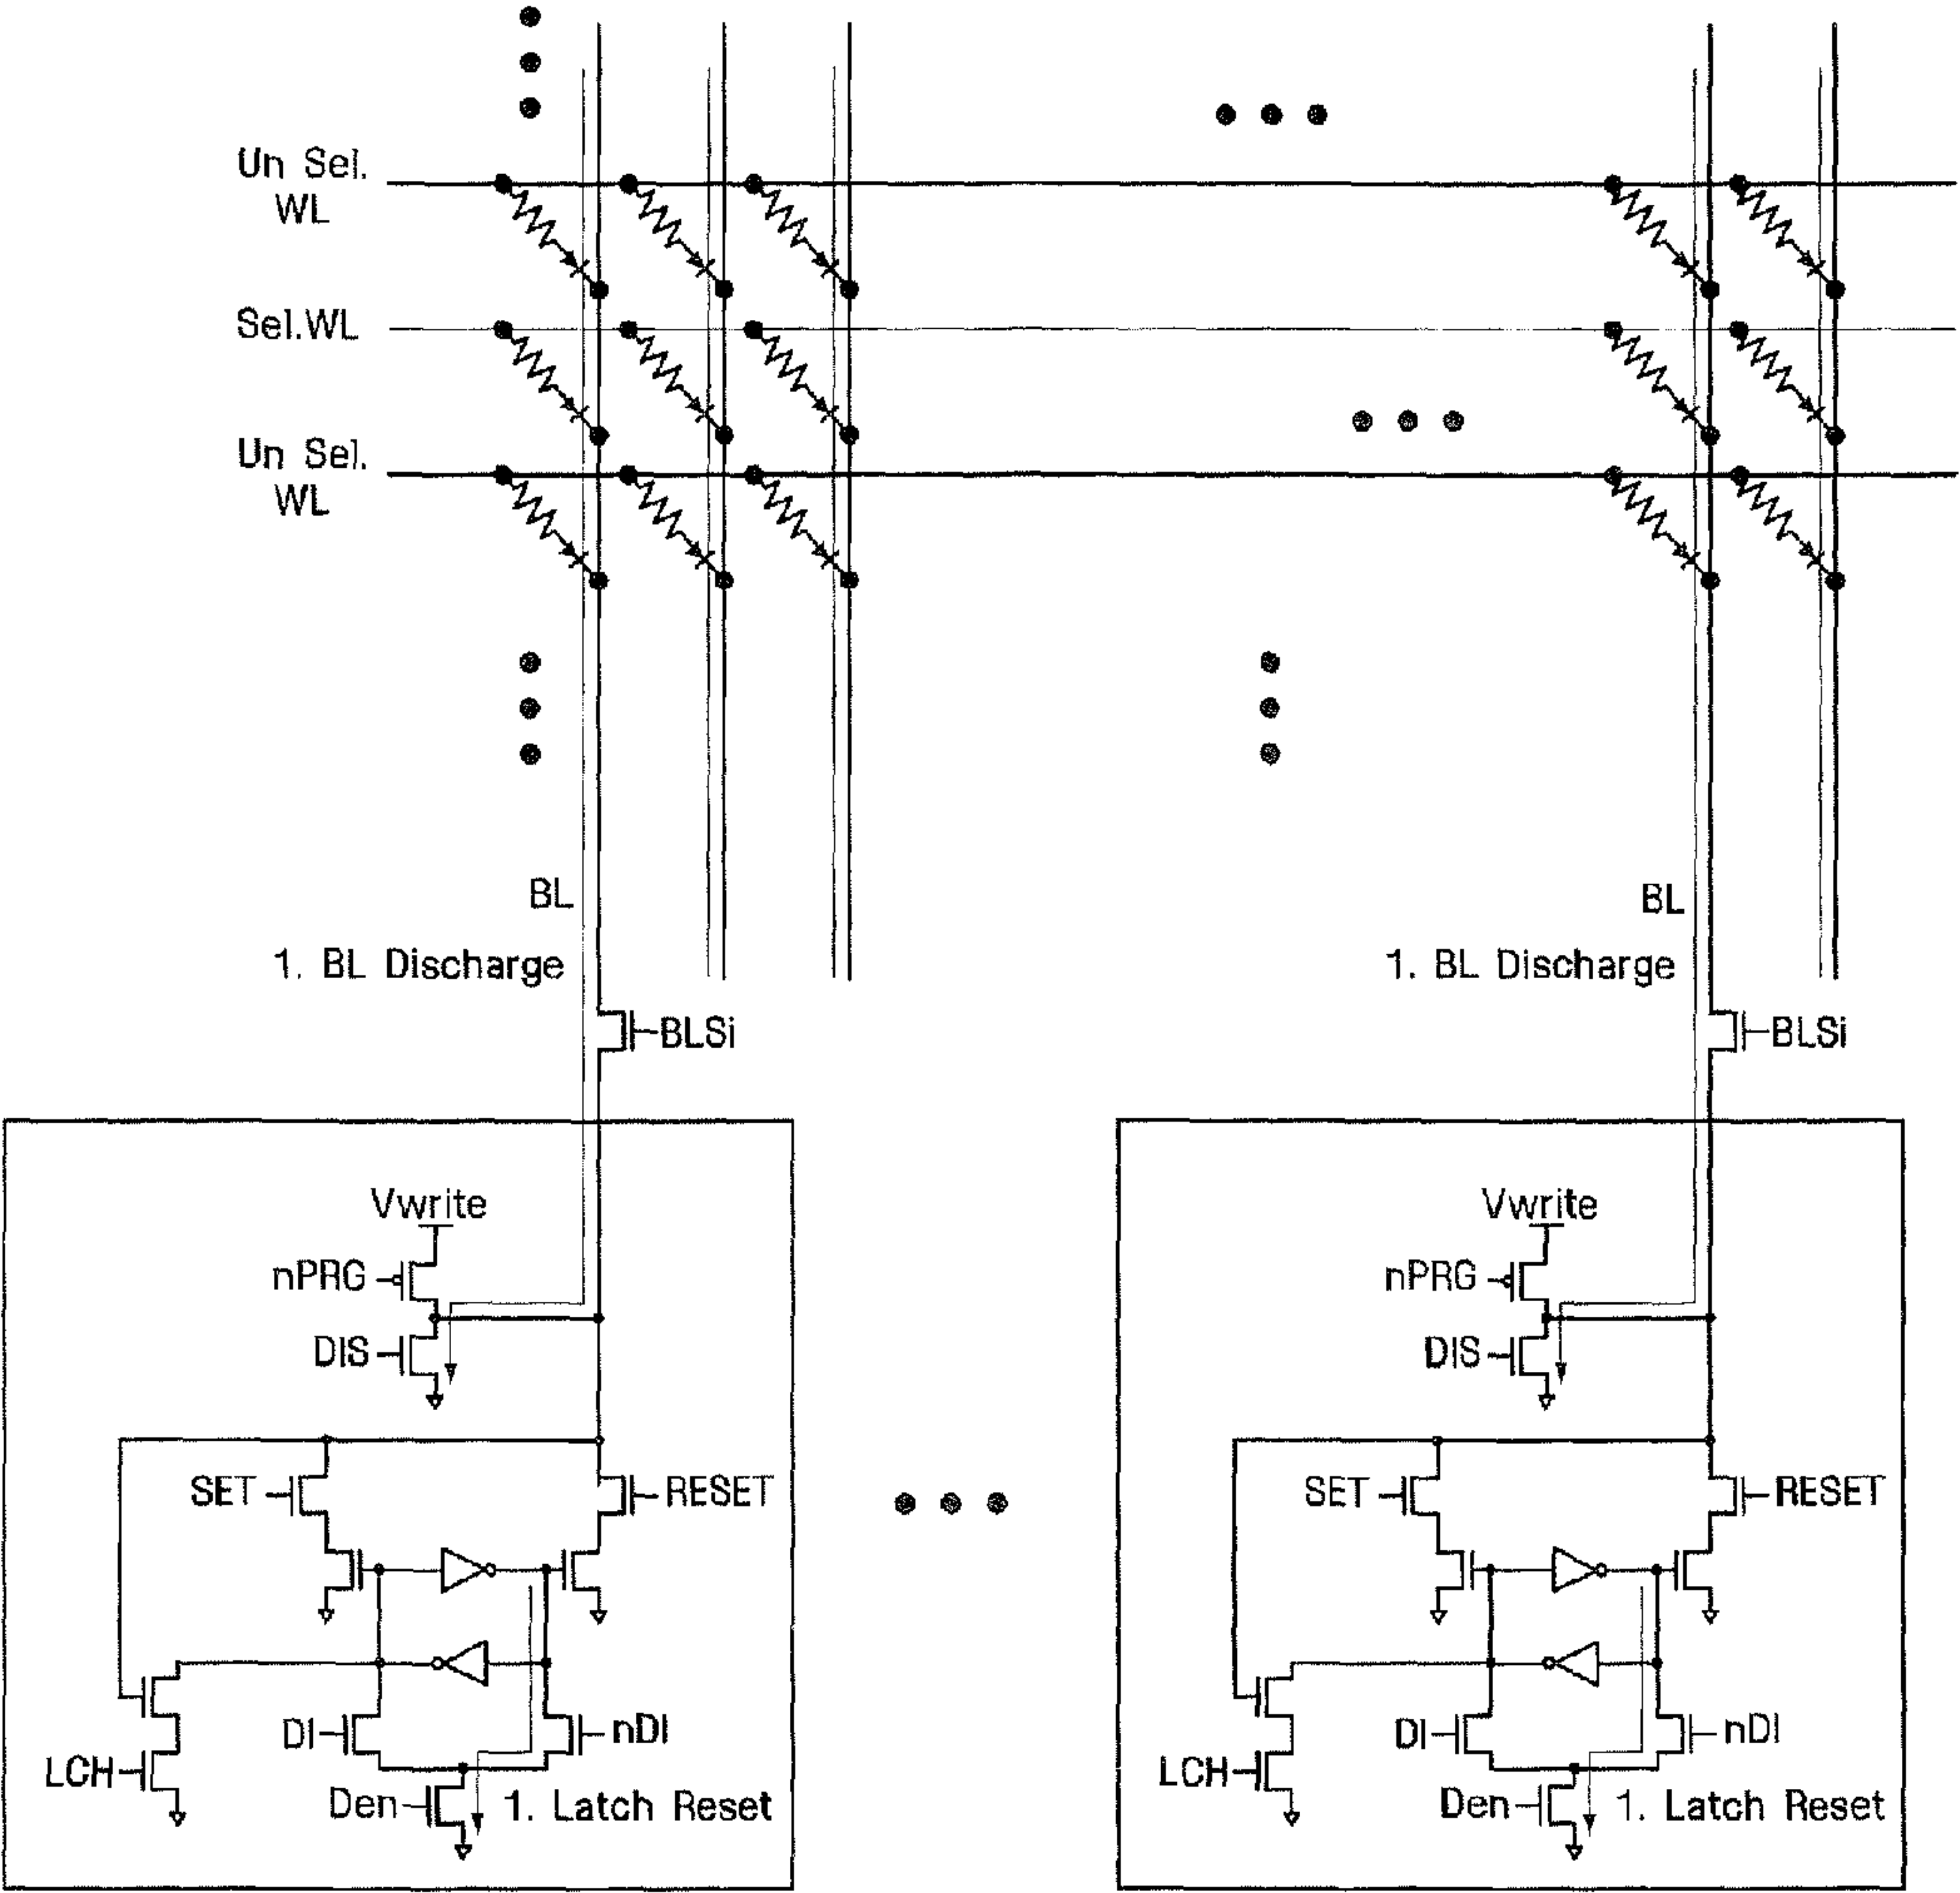 Un Sel.
WL
Sel.WL
Un Sel.
WL
BL
BL
1. BL Discharge
1. BL Discharge
BLSi
BLSi
Vwrite
Vwrite
nPRG
nPRG
DIS
DIS
SET
RESET
SET
RESET
DI
nDI
DI
nDI
LCH
LCH
Den
1. Latch Reset
Den
1. Latch Reset